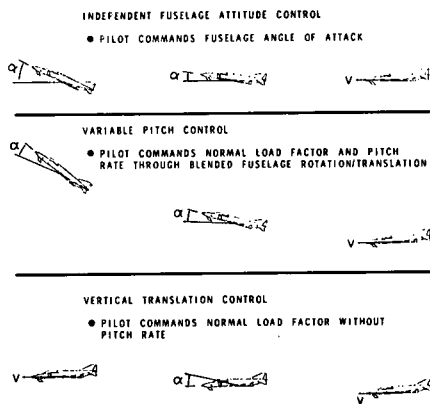 INDEPENDENT FUSELAGE ATTITUDE CONTROL
● PILOT COMMANDS FUSELAGE ANGLE OF ATTACK
α α V
VARIABLE PITCH CONTROL
● PILOT COMMANDS NORMAL LOAD FACTOR AND PITCH
RATE THROUGH BLENDED FUSELAGE ROTATION/TRANSLATION
α
α
V
VERTICAL TRANSLATION CONTROL
● PILOT COMMANDS NORMAL LOAD FACTOR WITHOUT
PITCH RATE
V α
V